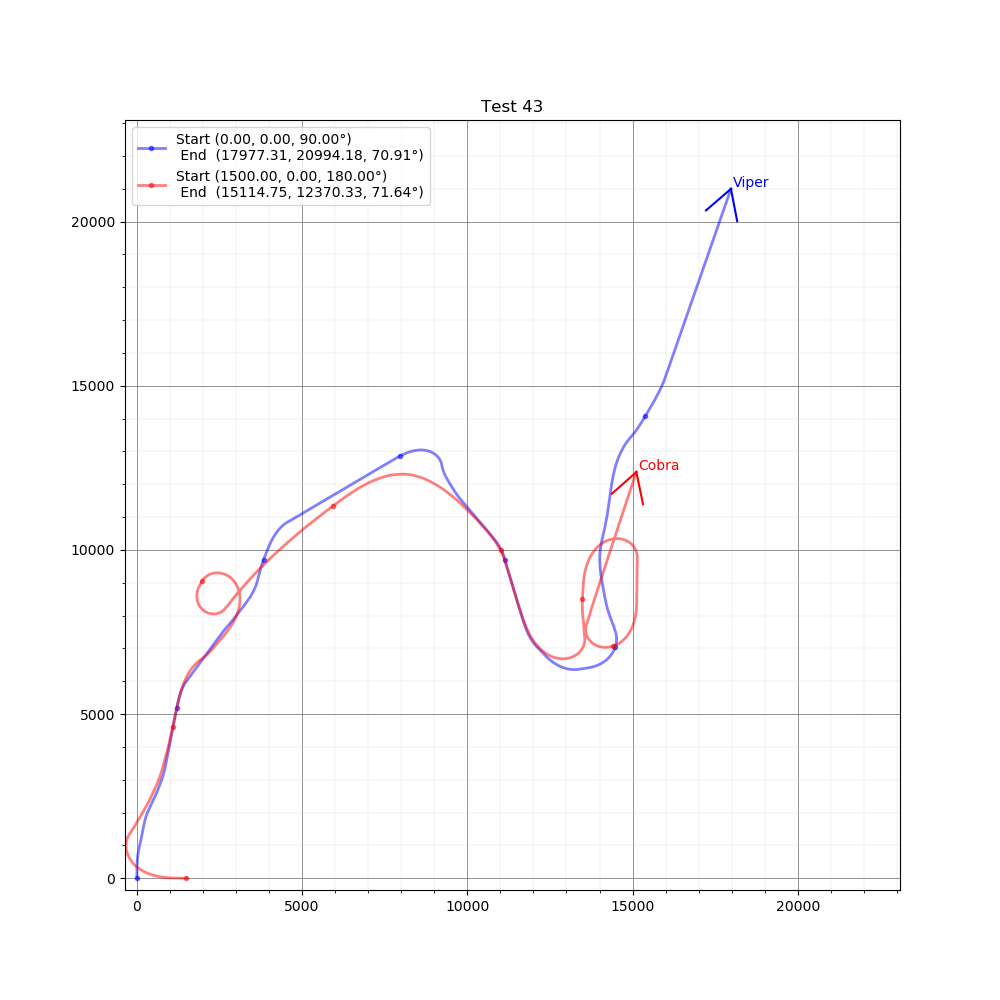 Test 43
Start (0.00, 0.00, 90.00°)
End (17977.31, 20994.18, 70.91°)
Start (1500.00, 0.00, 180.00°)
End (15114.75, 12370.33, 71.64°)
Viper
Cobra
20000
15000
10000
5000
0
0 5000 10000 15000 20000